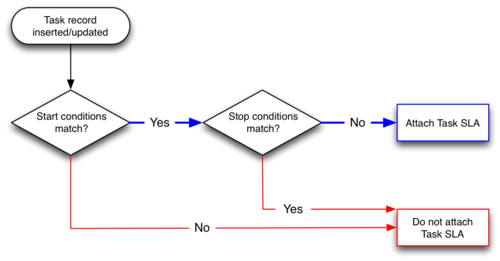 Task record
inserted/updated
Start conditions
match?
Yes
Stop conditions
match?
No
Attach Task SLA
Yes
No
Do not attach
Task SLA